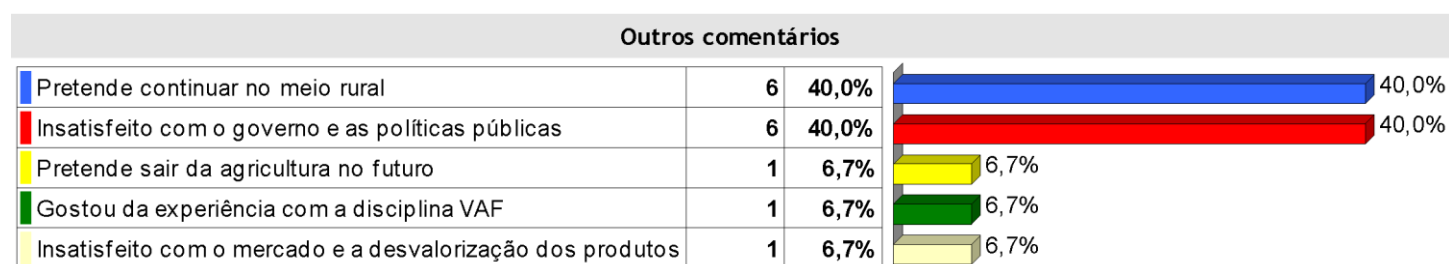 Outros comentários
Pretende continuar no meio rural 6 40,0% 40,0%
Insatisfeito com o governo e as políticas públicas 6 40,0% 40,0%
Pretende sair da agricultura no futuro 1 6,7% 6,7%
Gostou da experiência com a disciplina VAF 1 6,7% 6,7%
Insatisfeito com o mercado e a desvalorização dos produtos 1 6,7% 6,7%